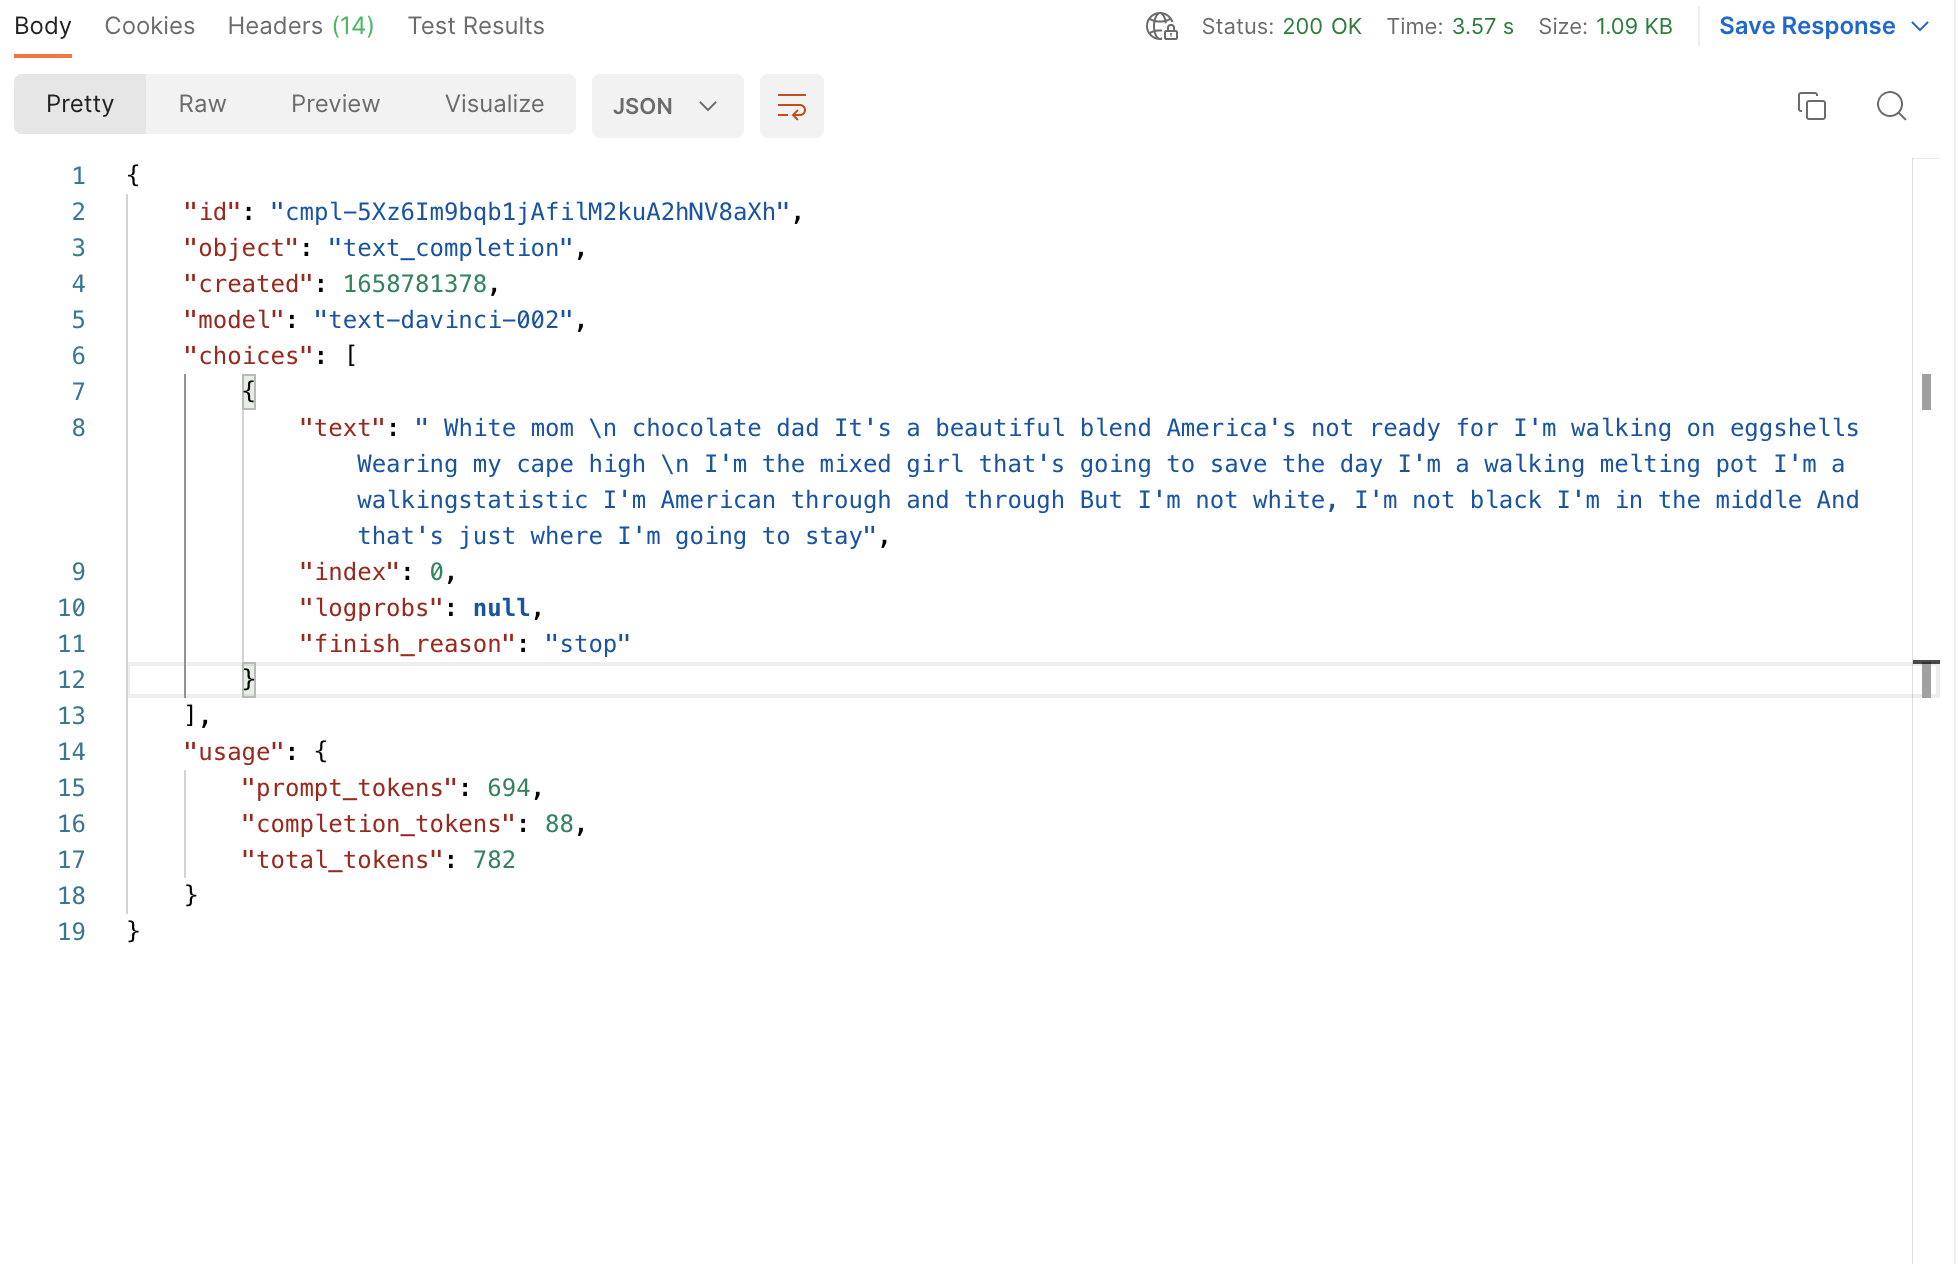 Body Cookies Headers (14) Test Results Status: 200 OK Time: 3.57 s Size: 1.09 KB Save Response
Pretty Raw Preview Visualize JSON
1 {
2 "id": "cmpl-5Xz6Im9bqb1jAfilM2kuA2hNV8aXh",
3 "object": "text_completion",
4 "created": 1658781378,
5 "model": "text-davinci-002",
6 "choices": [
7 {
8 "text": " White mom \n chocolate dad It's a beautiful blend America's not ready for I'm walking on eggshells
Wearing my cape high \n I'm the mixed girl that's going to save the day I'm a walking melting pot I'm a
walkingstatistic I'm American through and through But I'm not white, I'm not black I'm in the middle And
that's just where I'm going to stay",
9 "index": 0,
10 "logprobs": null,
11 "finish_reason": "stop"
12 }
13 ],
14 "usage": {
15 "prompt_tokens": 694,
16 "completion_tokens": 88,
17 "total_tokens": 782
18 }
19 }